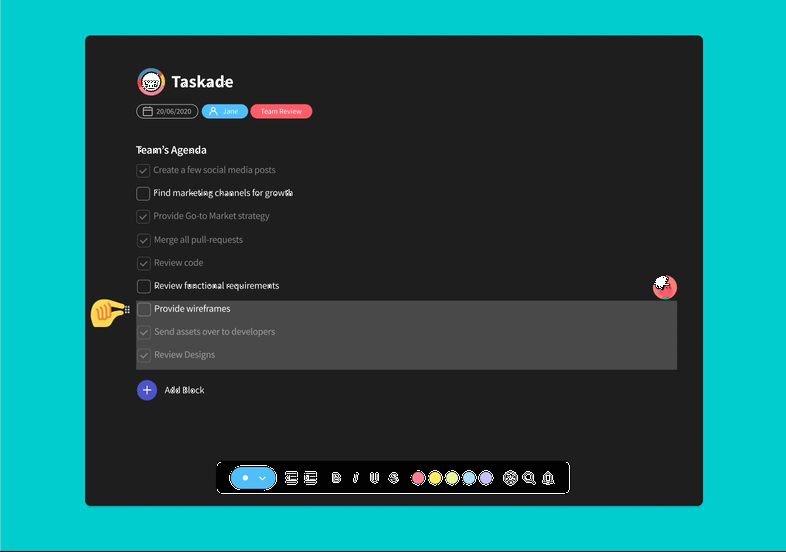 Taskade
20/06/2020 Jane Team Review
Team's Agenda
Create a few social media posts
Find marketing channels for growth
Provide Go-to Market strategy
Merge all pull-requests
Review code
Review functional requirements
Provide wireframes
Send assets over to developers
Review Designs
Add Block
B I U S